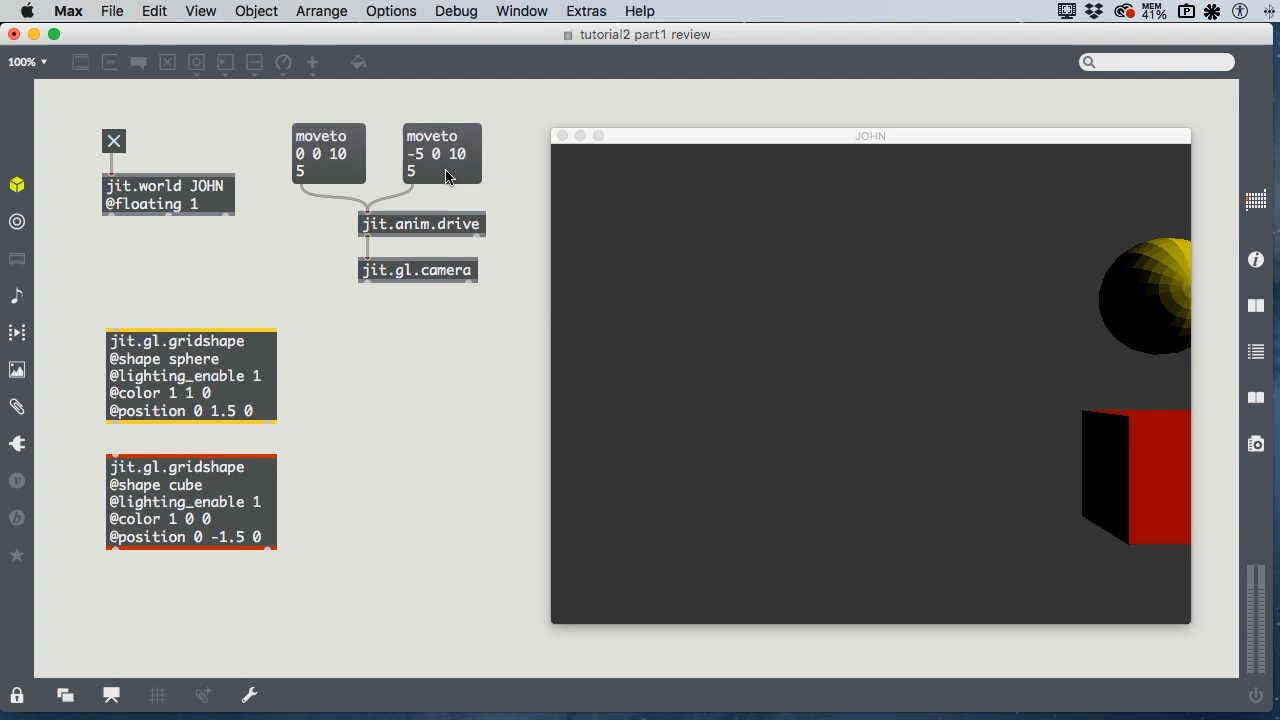 Max File Edit View Object Arrange Options Debug Window Extras Help MEM 41%
tutorial2 part1 review
100%
moveto
0 0 10
5
moveto
-5 0 10
5
JOHN
jit.world JOHN
@floating 1
jit.anim.drive
jit.gl.camera
jit.gl.gridshape
@shape sphere
@lighting_enable 1
@color 1 1 0
@position 0 1.5 0
jit.gl.gridshape
@shape cube
@lighting_enable 1
@color 1 0 0
@position 0 -1.5 0